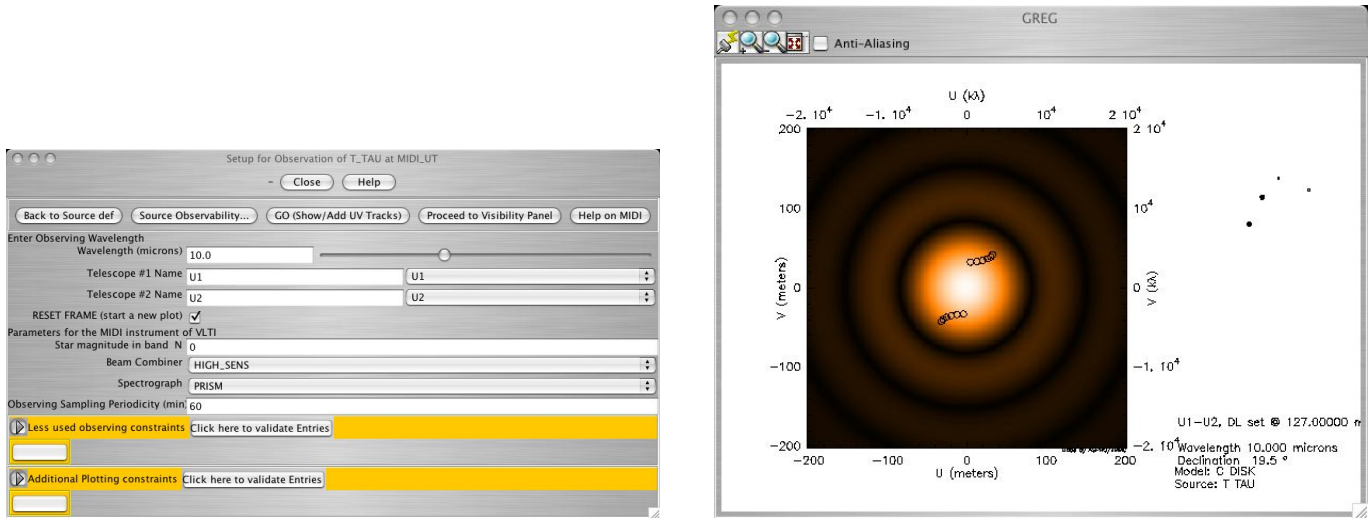 Setup for Observation of T_TAU at MIDI_UT
- Close Help
Back to Source def Source Observability... GO (Show/Add UV Tracks) Proceed to Visibility Panel Help on MIDI
Enter Observing Wavelength
Wavelength (microns) 10.0
Telescope #1 Name U1 U1
Telescope #2 Name U2 U2
RESET FRAME (start a new plot)
Parameters for the MIDI instrument of VLTI
Star magnitude in band N 0
Beam Combiner HIGH_SENS
Spectrograph PRISM
Observing Sampling Periodicity (min 60
Less used observing constraints Click here to validate Entries
Additional Plotting constraints Click here to validate Entries
GREG
Anti-Aliasing
U (kλ)
−2. 10⁴ −1. 10⁴ 0 10⁴ 2 10⁴
200 2 10⁴
100 10⁴
0 0
−100 −1. 10⁴
−200 −2. 10⁴
V (meters)
V (kλ)
−200 −100 0 100 200
U (meters)
U1−U2, DL set @ 127.00000 m
Wavelength 10.000 microns
Declination 19.5 °
Model: C DISK
Source: T TAU